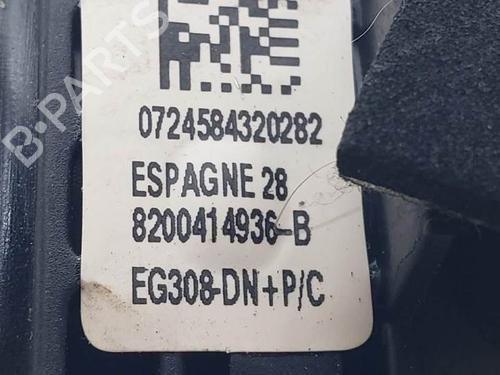 B-PARTS
0724584320282
ESPAGNE 28
8200414936-B
EG308-DN+P/C